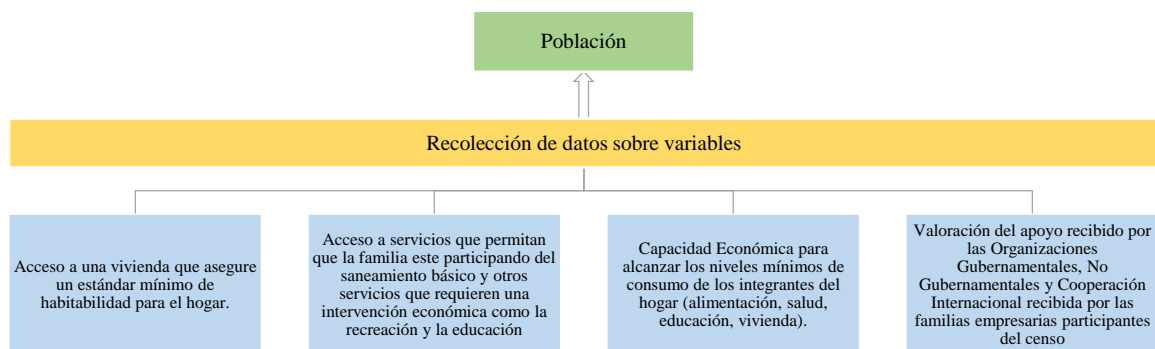 Población
Recolección de datos sobre variables
Acceso a una vivienda que asegure
un estándar mínimo de
habitabilidad para el hogar.
Acceso a servicios que permitan
que la familia este participando del
saneamiento básico y otros
servicios que requieren una
intervención económica como la
recreación y la educación
Capacidad Económica para
alcanzar los niveles mínimos de
consumo de los integrantes del
hogar (alimentación, salud,
educación, vivienda).
Valoración del apoyo recibido por
las Organizaciones
Gubernamentales, No
Gubernamentales y Cooperación
Internacional recibida por las
familias empresarias participantes
del censo